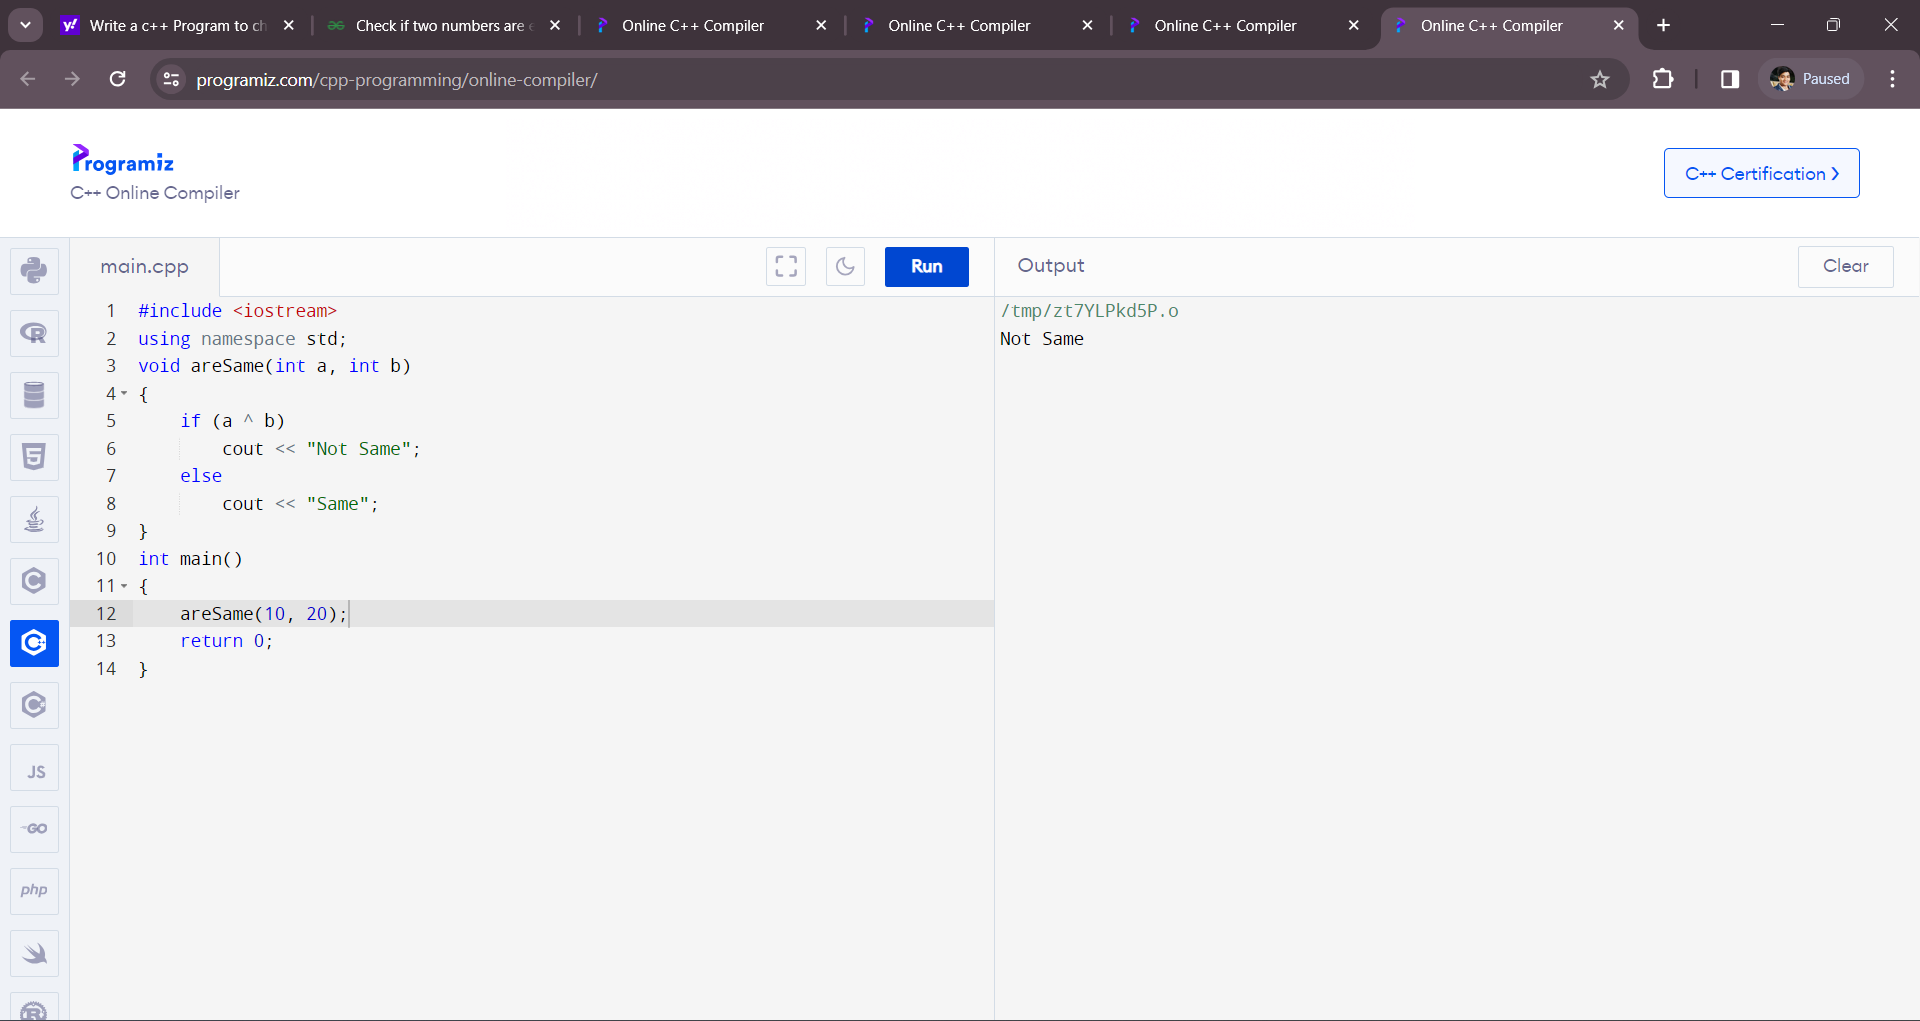 Write a c++ Program to ch
Check if two numbers are e
Online C++ Compiler
Online C++ Compiler
Online C++ Compiler
Online C++ Compiler
programiz.com/cpp-programming/online-compiler/
Paused
Programiz
C++ Online Compiler
C++ Certification >
main.cpp
Run
Output
Clear
1 #include <iostream>
2 using namespace std;
3 void areSame(int a, int b)
4 {
5 if (a ^ b)
6 cout << "Not Same";
7 else
8 cout << "Same";
9 }
10 int main()
11 {
12 areSame(10, 20);
13 return 0;
14 }
/tmp/zt7YLPkd5P.o
Not Same
R
C
C
C
JS
GO
php
R